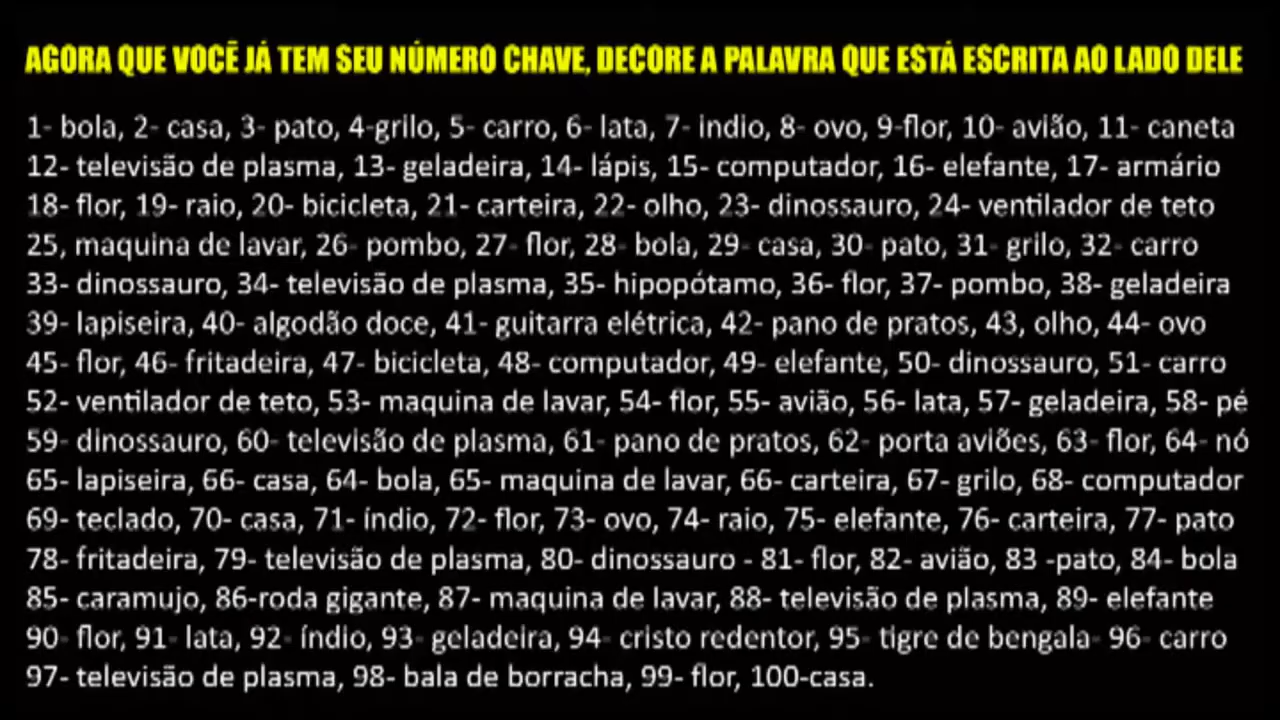 AGORA QUE VOCÊ JÁ TEM SEU NÚMERO CHAVE, DECORE A PALAVRA QUE ESTÁ ESCRITA AO LADO DELE
1- bola, 2- casa, 3- pato, 4-grilo, 5- carro, 6- lata, 7- indio, 8- ovo, 9-flor, 10- avião, 11- caneta
12- televisão de plasma, 13- geladeira, 14- lápis, 15- computador, 16- elefante, 17- armário
18- flor, 19- raio, 20- bicicleta, 21- carteira, 22- olho, 23- dinossauro, 24- ventilador de teto
25, maquina de lavar, 26- pombo, 27- flor, 28- bola, 29- casa, 30- pato, 31- grilo, 32- carro
33- dinossauro, 34- televisão de plasma, 35- hipopótamo, 36- flor, 37- pombo, 38- geladeira
39- lapiseira, 40- algodão doce, 41- guitarra elétrica, 42- pano de pratos, 43, olho, 44- ovo
45- flor, 46- fritadeira, 47- bicicleta, 48- computador, 49- elefante, 50- dinossauro, 51- carro
52- ventilador de teto, 53- maquina de lavar, 54- flor, 55- avião, 56- lata, 57- geladeira, 58- pé
59- dinossauro, 60- televisão de plasma, 61- pano de pratos, 62- porta aviões, 63- flor, 64- nó
65- lapiseira, 66- casa, 64- bola, 65- maquina de lavar, 66- carteira, 67- grilo, 68- computador
69- teclado, 70- casa, 71- índio, 72- flor, 73- ovo, 74- raio, 75- elefante, 76- carteira, 77- pato
78- fritadeira, 79- televisão de plasma, 80- dinossauro - 81- flor, 82- avião, 83 -pato, 84- bola
85- caramujo, 86-roda gigante, 87- maquina de lavar, 88- televisão de plasma, 89- elefante
90- flor, 91- lata, 92- índio, 93- geladeira, 94- cristo redentor, 95- tigre de bengala- 96- carro
97- televisão de plasma, 98- bala de borracha, 99- flor, 100-casa.